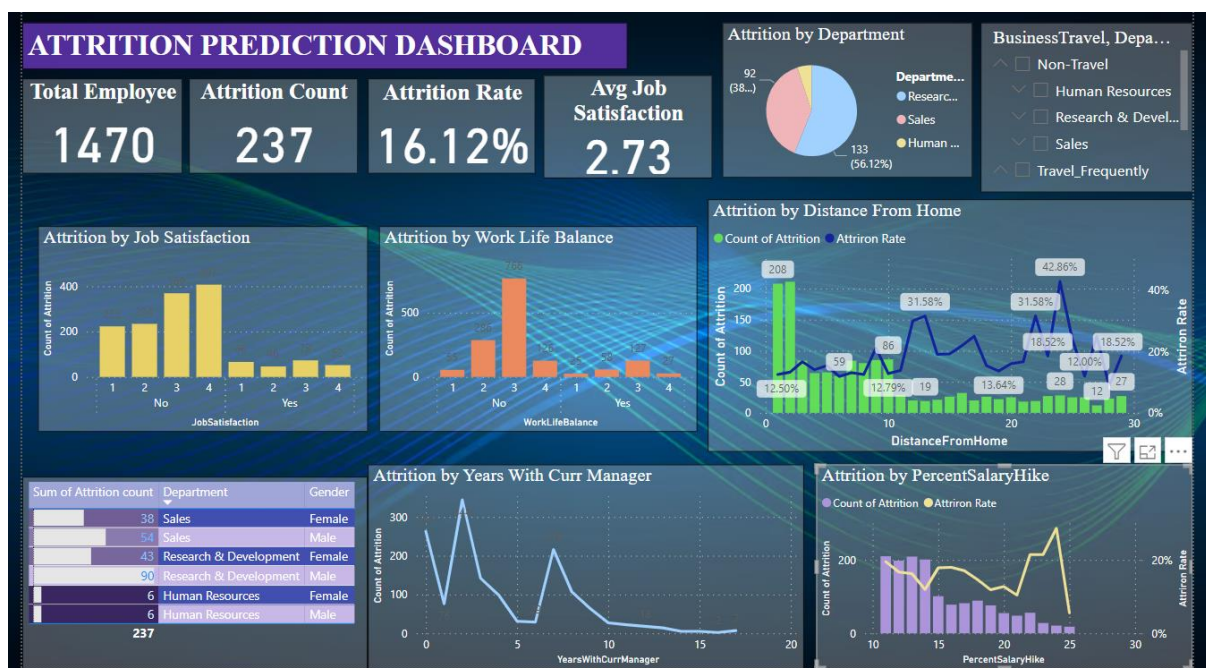 ATTRITION PREDICTION DASHBOARD
Total Employee
1470
Attrition Count
237
Attrition Rate
16.12%
Avg Job
Satisfaction
2.73
Attrition by Department
92
(38...)
133
(56.12%)
Departme...
Researc...
Sales
Human ...
BusinessTravel, Depa...
Non-Travel
Human Resources
Research & Devel...
Sales
Travel_Frequently
Attrition by Job Satisfaction
Count of Attrition
400
200
0
1 2 3 4 1 2 3 4
No Yes
JobSatisfaction
Attrition by Work Life Balance
Count of Attrition
500
0
1 2 3 4 1 2 3 4
No Yes
WorkLifeBalance
Attrition by Distance From Home
Count of Attrition Attriron Rate
Count of Attrition
200
150
100
50
0
208
12.50%
59
86
12.79%
31.58%
19
13.64%
31.58%
18.52%
42.86%
28
12.00%
12
18.52%
27
40%
20%
0%
Attriron Rate
0 10 20 30
DistanceFromHome
Sum of Attrition count Department Gender
38 Sales Female
54 Sales Male
43 Research & Development Female
90 Research & Development Male
6 Human Resources Female
6 Human Resources Male
237
Attrition by Years With Curr Manager
Count of Attrition
300
200
100
0
0 5 10 15 20
YearsWithCurrManager
Attrition by PercentSalaryHike
Count of Attrition Attriron Rate
Count of Attrition
200
0
20%
0%
Attriron Rate
10 15 20 25 30 35
PercentSalaryHike